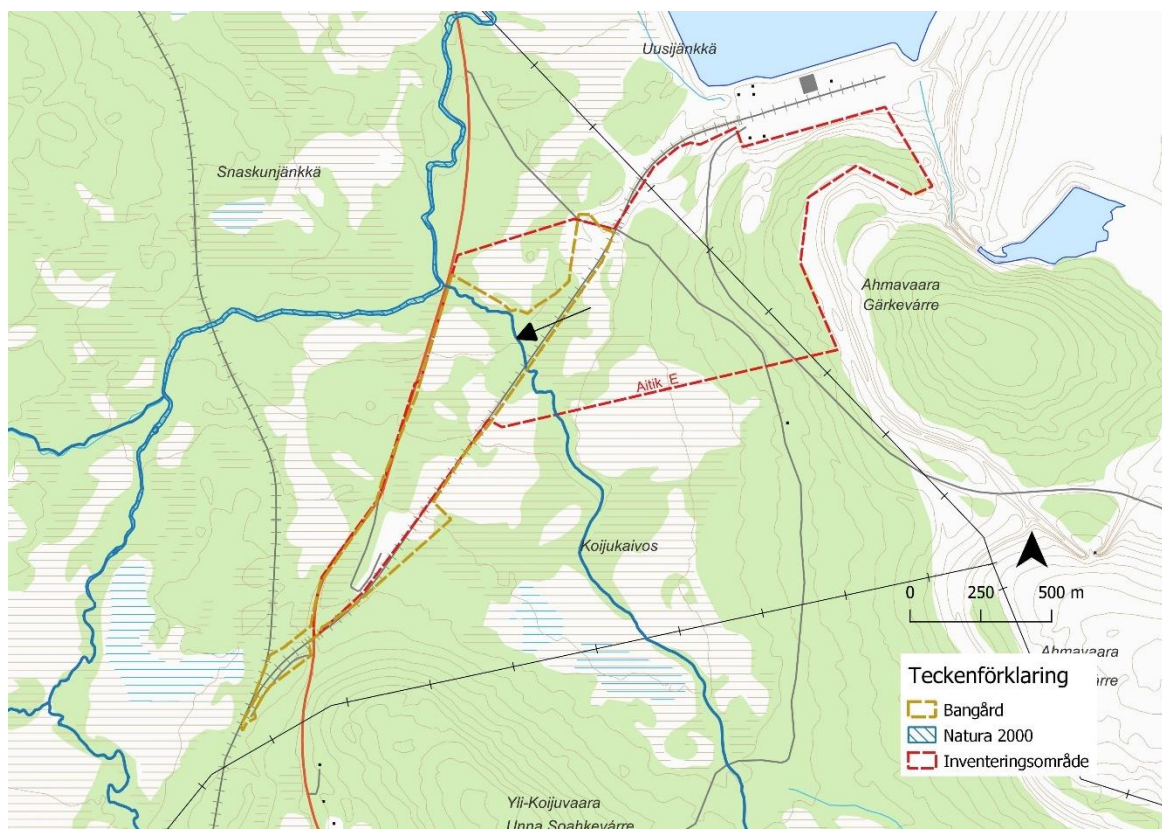 Uusijänkkä
Snaskunjänkkä
Ahmavaara
Gärkevárre
Aitik E
Koijukaivos
0 250 500 m
Ahmavaara
árre
Teckenförklaring
Bangård
Natura 2000
Inventeringsområde
Yli-Koijuvaara
Unna Soahkevárre